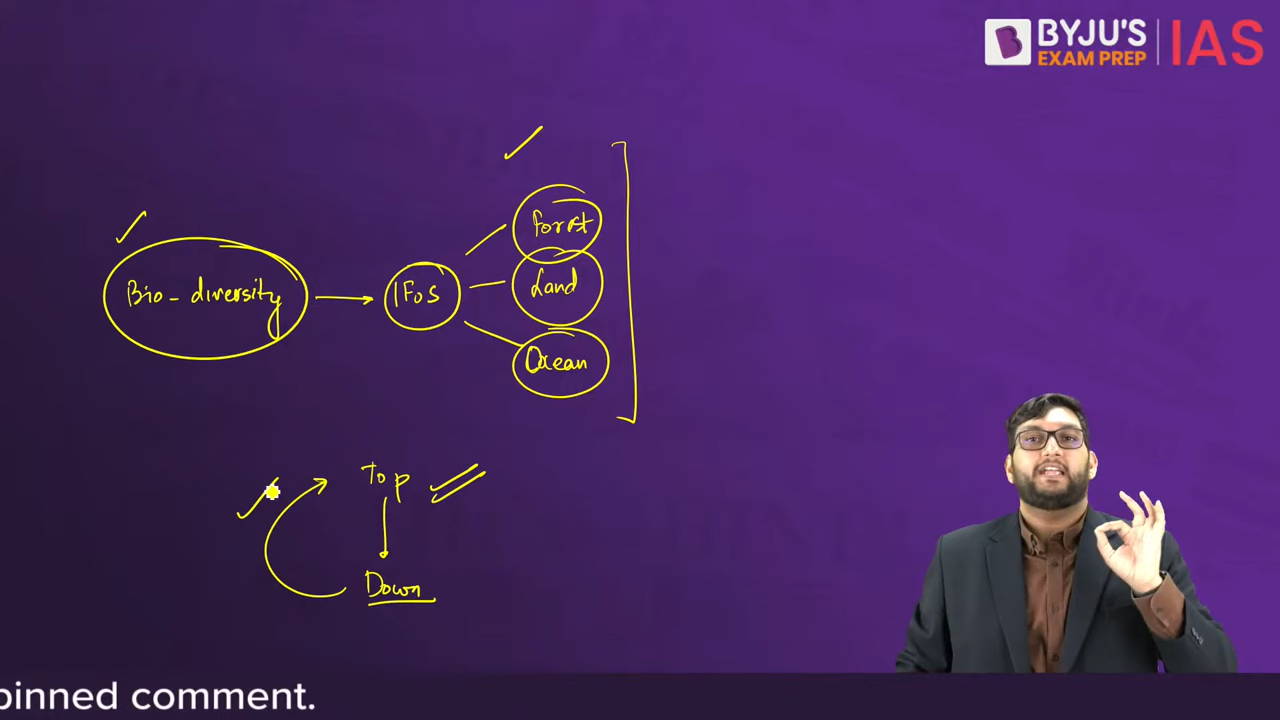 BYJU'S
EXAM PREP
IAS
Bio-diversity
IFoS
Forest
Land
Ocean
Top
Down
pinned comment.